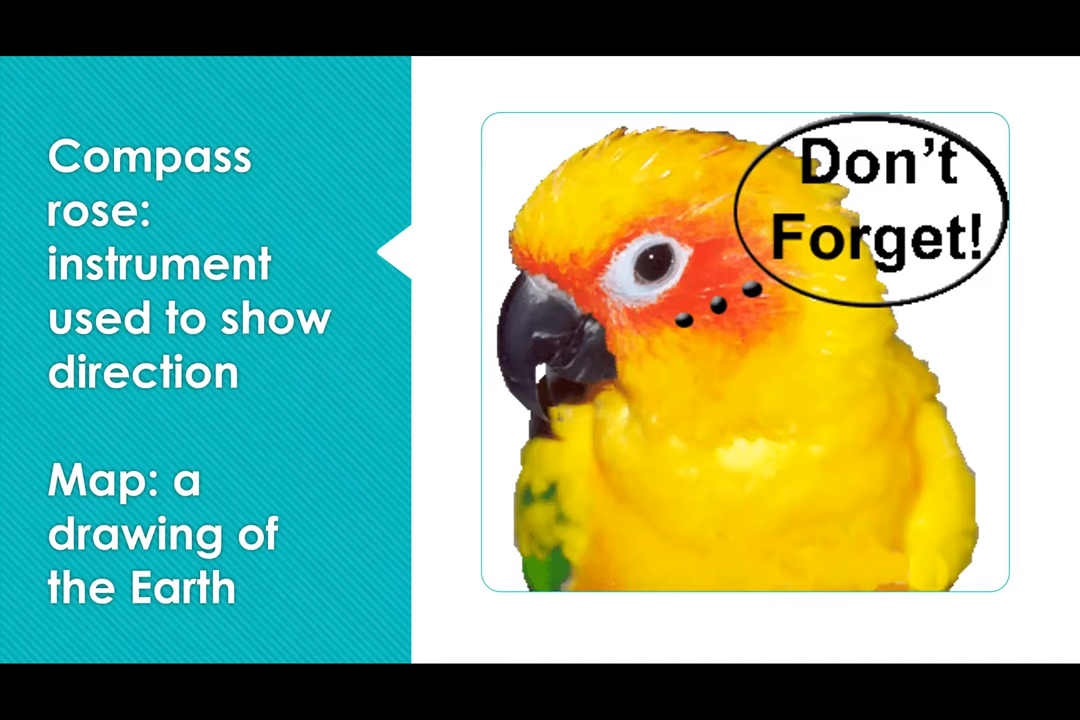 Compass
rose:
instrument
used to show
direction
Map: a
drawing of
the Earth
Don’t
Forget!